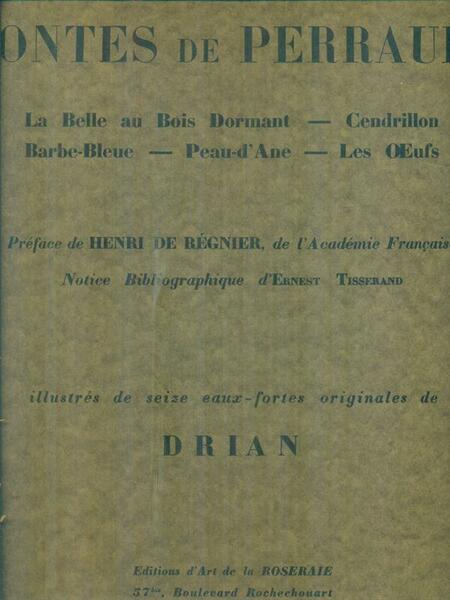 ONTES DE PERRAUL
La Belle au Bois Dormant — Cendrillon
Barbe-Bleue — Peau-d'Ane — Les Œufs
Préface de HENRI DE RÉGNIER, de l'Académie Français
Notice Bibliographique d'ERNEST TISSERAND
illustrés de seize eaux-fortes originales de
DRIAN
Editions d'Art de la ROSERAIE
57bis, Boulevard Rochechouart